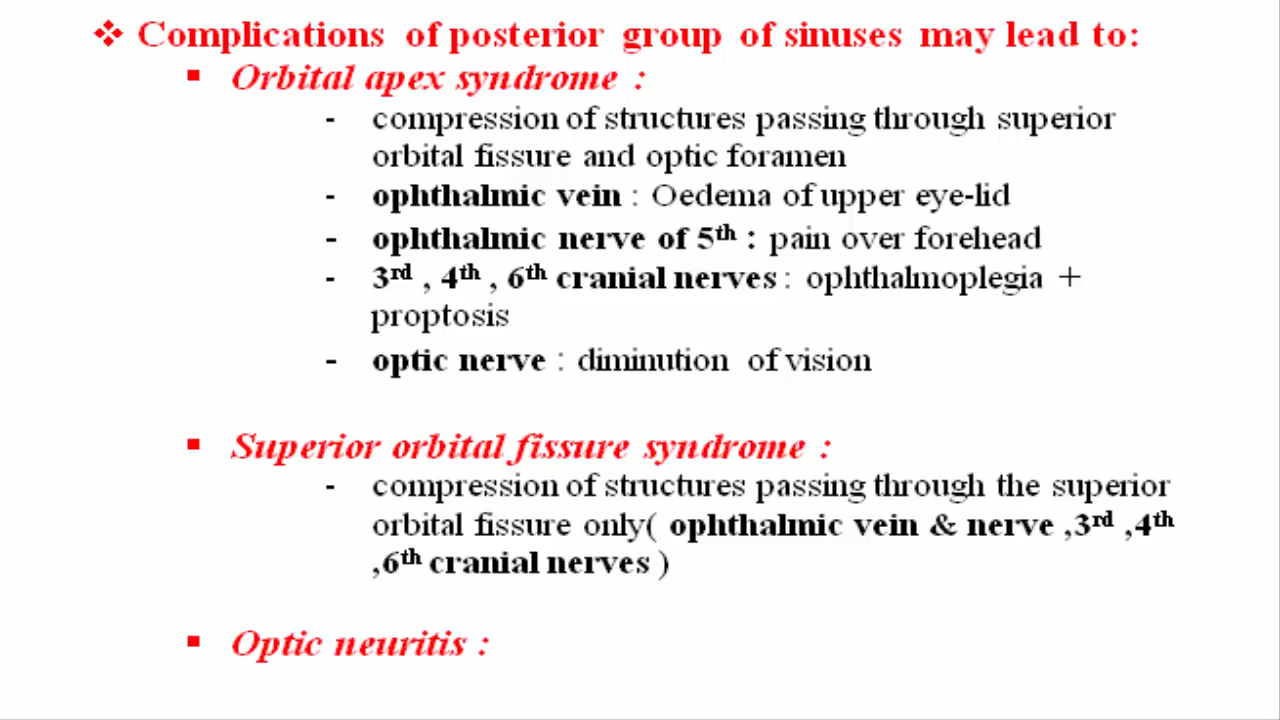 ❖ Complications of posterior group of sinuses may lead to:
▪ Orbital apex syndrome :
- compression of structures passing through superior
orbital fissure and optic foramen
- ophthalmic vein : Oedema of upper eye-lid
- ophthalmic nerve of 5th : pain over forehead
- 3rd , 4th , 6th cranial nerves : ophthalmoplegia +
proptosis
- optic nerve : diminution of vision
▪ Superior orbital fissure syndrome :
- compression of structures passing through the superior
orbital fissure only( ophthalmic vein & nerve ,3rd ,4th
,6th cranial nerves )
▪ Optic neuritis :